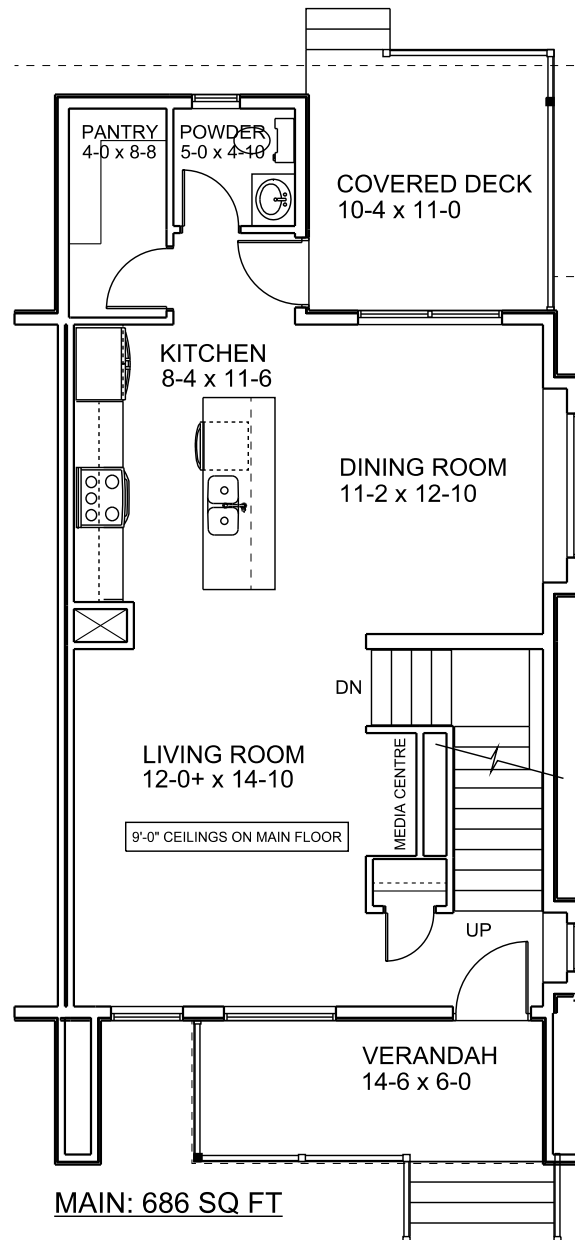 PANTRY
4-0 x 8-8
POWDER
5-0 x 4-10
COVERED DECK
10-4 x 11-0
KITCHEN
8-4 x 11-6
DINING ROOM
11-2 x 12-10
DN
LIVING ROOM
12-0+ x 14-10
MEDIA CENTRE
9'-0" CEILINGS ON MAIN FLOOR
UP
VERANDAH
14-6 x 6-0
MAIN: 686 SQ FT